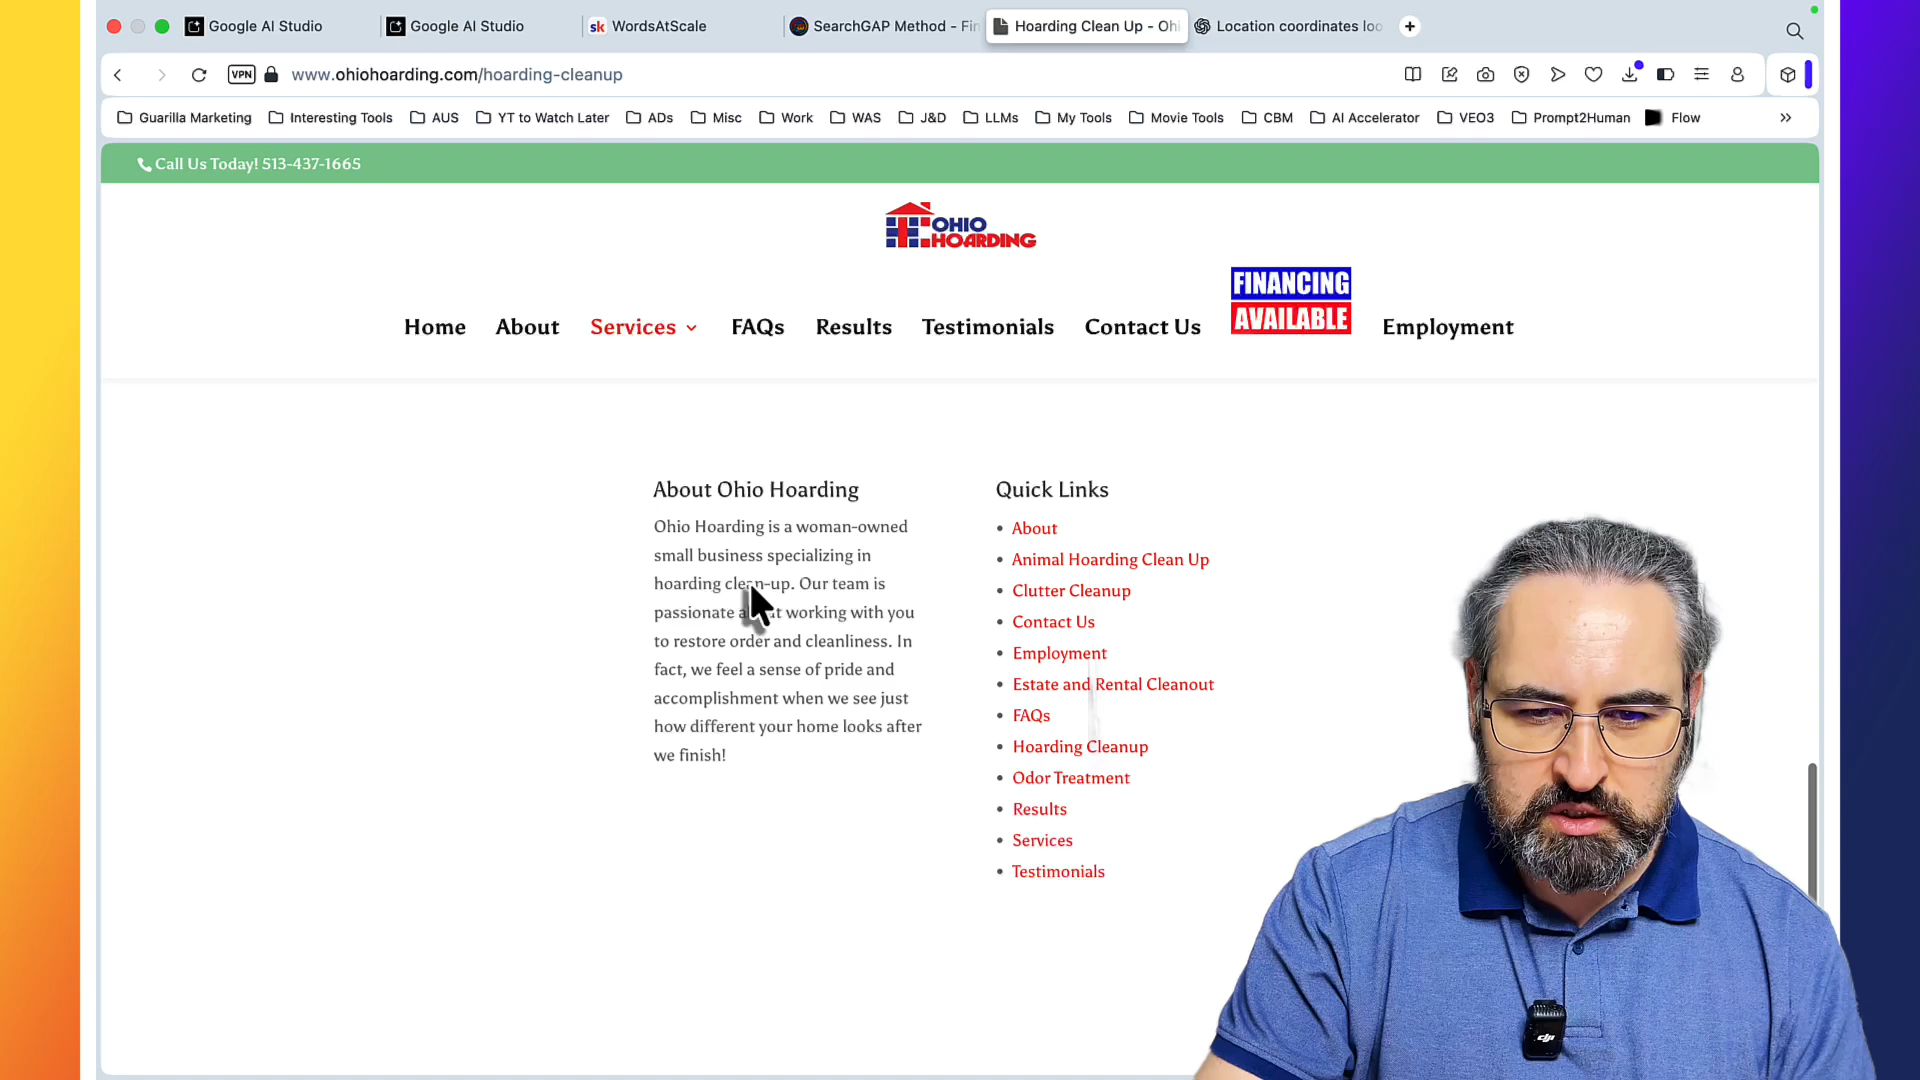 Google AI Studio
Google AI Studio
sk WordsAtScale
SearchGAP Method - Fin
Hoarding Clean Up - Ohi
Location coordinates loo
VPN www.ohiohoarding.com/hoarding-cleanup
Guarilla Marketing Interesting Tools AUS YT to Watch Later ADs Misc Work WAS J&D LLMs My Tools Movie Tools CBM AI Accelerator VEO3 Prompt2Human Flow
Call Us Today! 513-437-1665
OHIO
HOARDING
Home About Services FAQs Results Testimonials Contact Us FINANCING AVAILABLE Employment
About Ohio Hoarding
Ohio Hoarding is a woman-owned
small business specializing in
hoarding clean-up. Our team is
passionate working with you
to restore order and cleanliness. In
fact, we feel a sense of pride and
accomplishment when we see just
how different your home looks after
we finish!
Quick Links
About
Animal Hoarding Clean Up
Clutter Cleanup
Contact Us
Employment
Estate and Rental Cleanout
FAQs
Hoarding Cleanup
Odor Treatment
Results
Services
Testimonials
dji